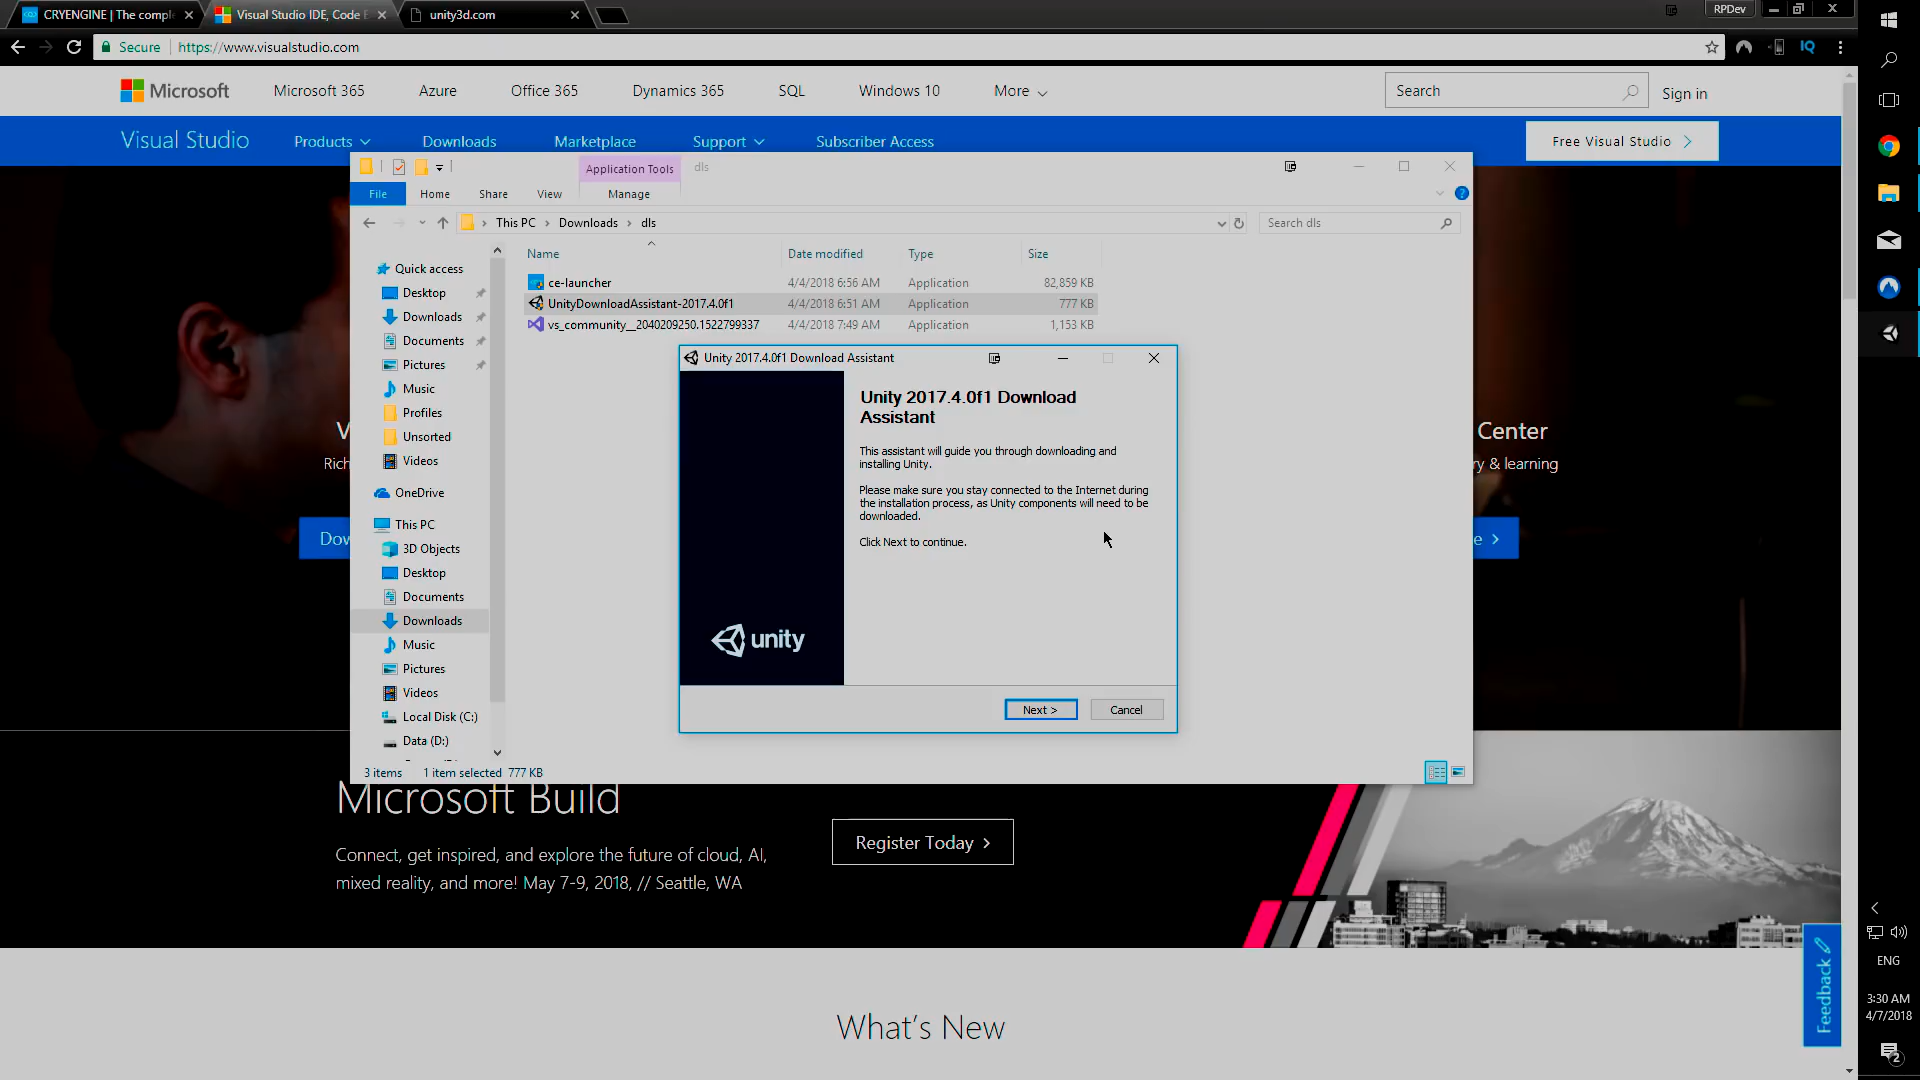 CRYENGINE | The comple
Visual Studio IDE, Code E
unity3d.com
RPDev
Secure
https://www.visualstudio.com
IQ
Microsoft
Microsoft 365
Azure
Office 365
Dynamics 365
SQL
Windows 10
More
Search
Sign in
Visual Studio
Products
Downloads
Marketplace
Support
Subscriber Access
Free Visual Studio
Application Tools
dls
File
Home
Share
View
Manage
This PC
Downloads
dls
Search dls
Name
Date modified
Type
Size
ce-launcher
4/4/2018 6:56 AM
Application
82,859 KB
UnityDownloadAssistant-2017.4.0f1
4/4/2018 6:51 AM
Application
777 KB
vs_community__2040209250.1522799337
4/4/2018 7:49 AM
Application
1,153 KB
Quick access
Desktop
Downloads
Documents
Pictures
Music
Profiles
Unsorted
Videos
OneDrive
This PC
3D Objects
Desktop
Documents
Downloads
Music
Pictures
Videos
Local Disk (C:)
Data (D:)
3 items
1 item selected 777 KB
Unity 2017.4.0f1 Download Assistant
Unity 2017.4.0f1 Download
Assistant
This assistant will guide you through downloading and
installing Unity.
Please make sure you stay connected to the Internet during
the installation process, as Unity components will need to be
downloaded.
Click Next to continue.
unity
Next >
Cancel
V
Rich
Dow
Center
ry & learning
e
Microsoft Build
Connect, get inspired, and explore the future of cloud, AI,
mixed reality, and more! May 7-9, 2018, // Seattle, WA
Register Today
What's New
Feedback
ENG
3:30 AM
4/7/2018
2